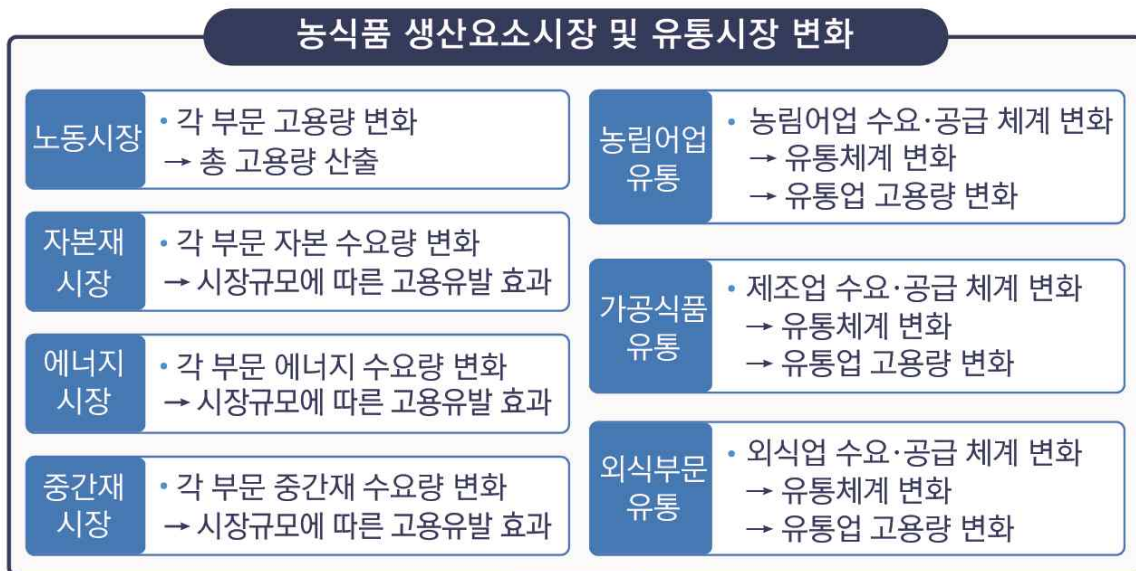 농식품 생산요소시장 및 유통시장 변화
노동시장
• 각 부문 고용량 변화
→ 총 고용량 산출
자본재
시장
• 각 부문 자본 수요량 변화
→ 시장규모에 따른 고용유발 효과
에너지
시장
• 각 부문 에너지 수요량 변화
→ 시장규모에 따른 고용유발 효과
중간재
시장
• 각 부문 중간재 수요량 변화
→ 시장규모에 따른 고용유발 효과
농림어업
유통
• 농림어업 수요·공급 체계 변화
→ 유통체계 변화
→ 유통업 고용량 변화
가공식품
유통
• 제조업 수요·공급 체계 변화
→ 유통체계 변화
→ 유통업 고용량 변화
외식부문
유통
• 외식업 수요·공급 체계 변화
→ 유통체계 변화
→ 유통업 고용량 변화